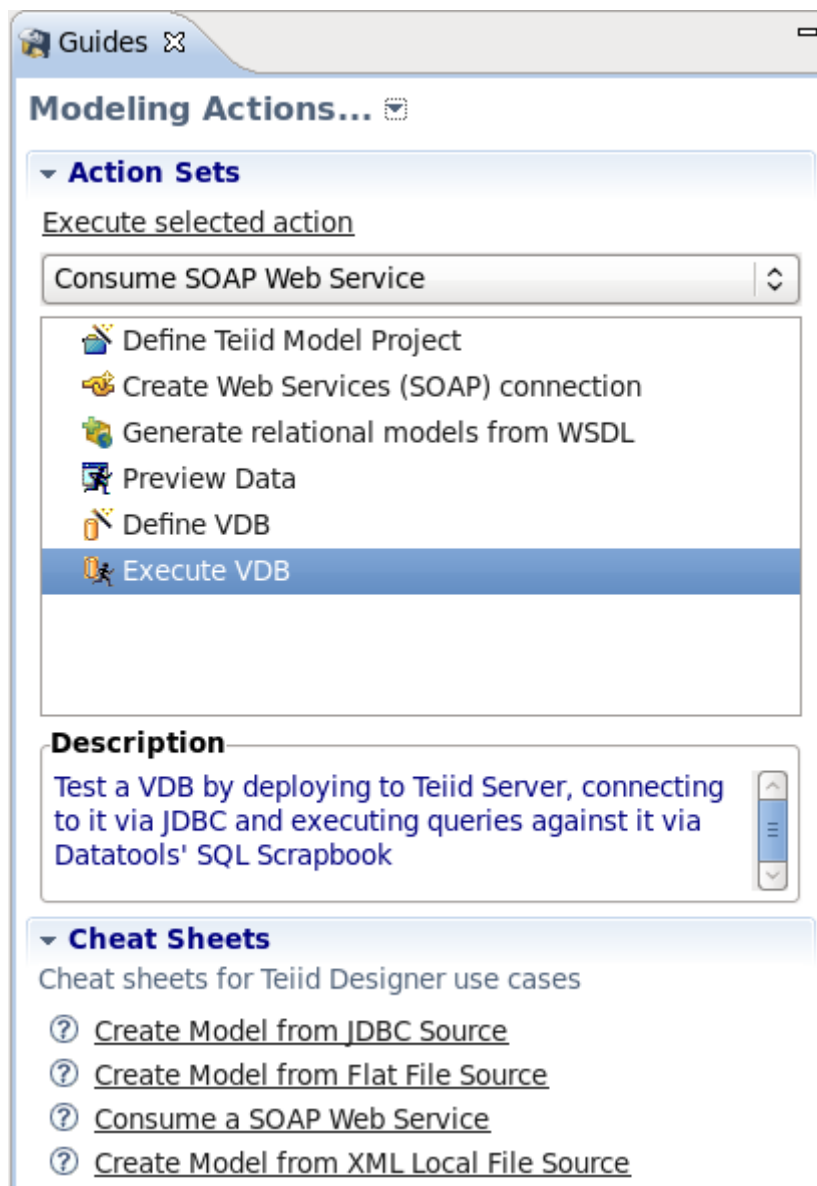 Guides
Modeling Actions...
Action Sets
Execute selected action
Consume SOAP Web Service
Define Teiid Model Project
Create Web Services (SOAP) connection
Generate relational models from WSDL
Preview Data
Define VDB
Execute VDB
Description
Test a VDB by deploying to Teiid Server, connecting
to it via JDBC and executing queries against it via
Datatools' SQL Scrapbook
Cheat Sheets
Cheat sheets for Teiid Designer use cases
Create Model from JDBC Source
Create Model from Flat File Source
Consume a SOAP Web Service
Create Model from XML Local File Source